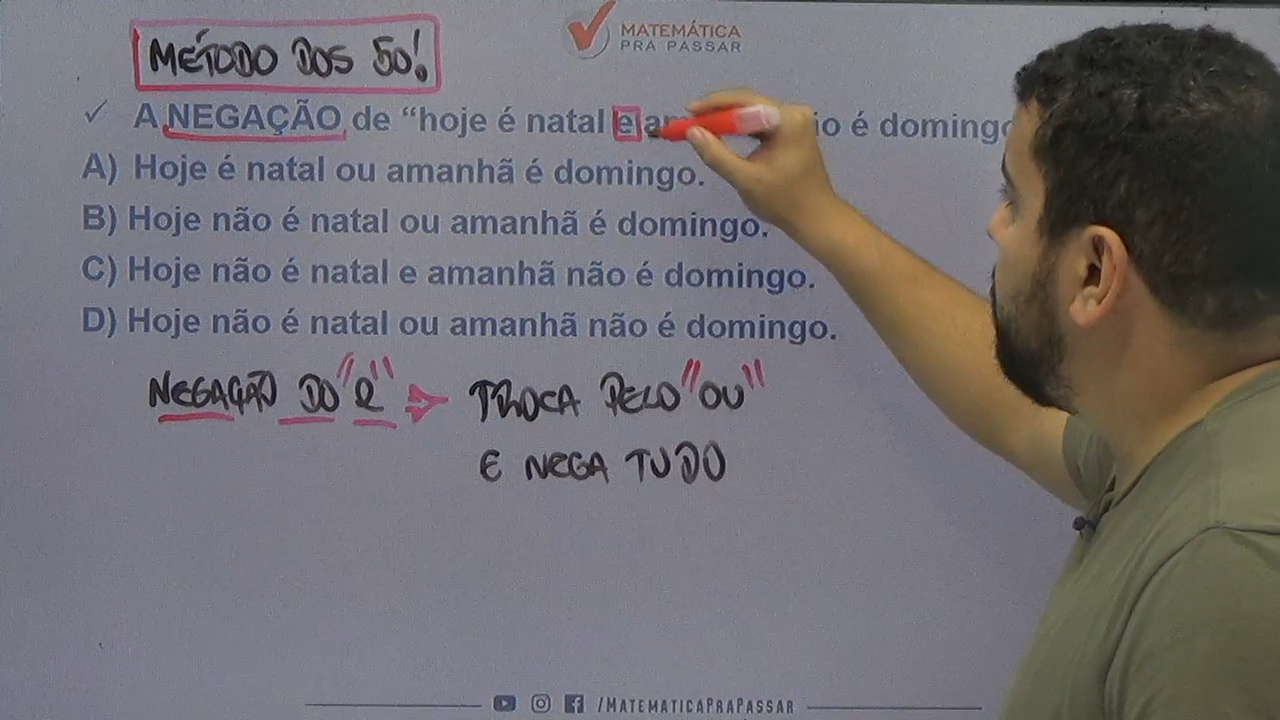 MÉTODO DOS 50!
MATEMÁTICA
PRA PASSAR
✓ A NEGAÇÃO de “hoje é natal e é domingo
A) Hoje é natal ou amanhã é domingo.
B) Hoje não é natal ou amanhã é domingo.
C) Hoje não é natal e amanhã não é domingo.
D) Hoje não é natal ou amanhã não é domingo.
NEGAÇÃO DO "e" => TROCA PELO "OU"
E NEGA TUDO
/MATEMATICAPRAPASSAR